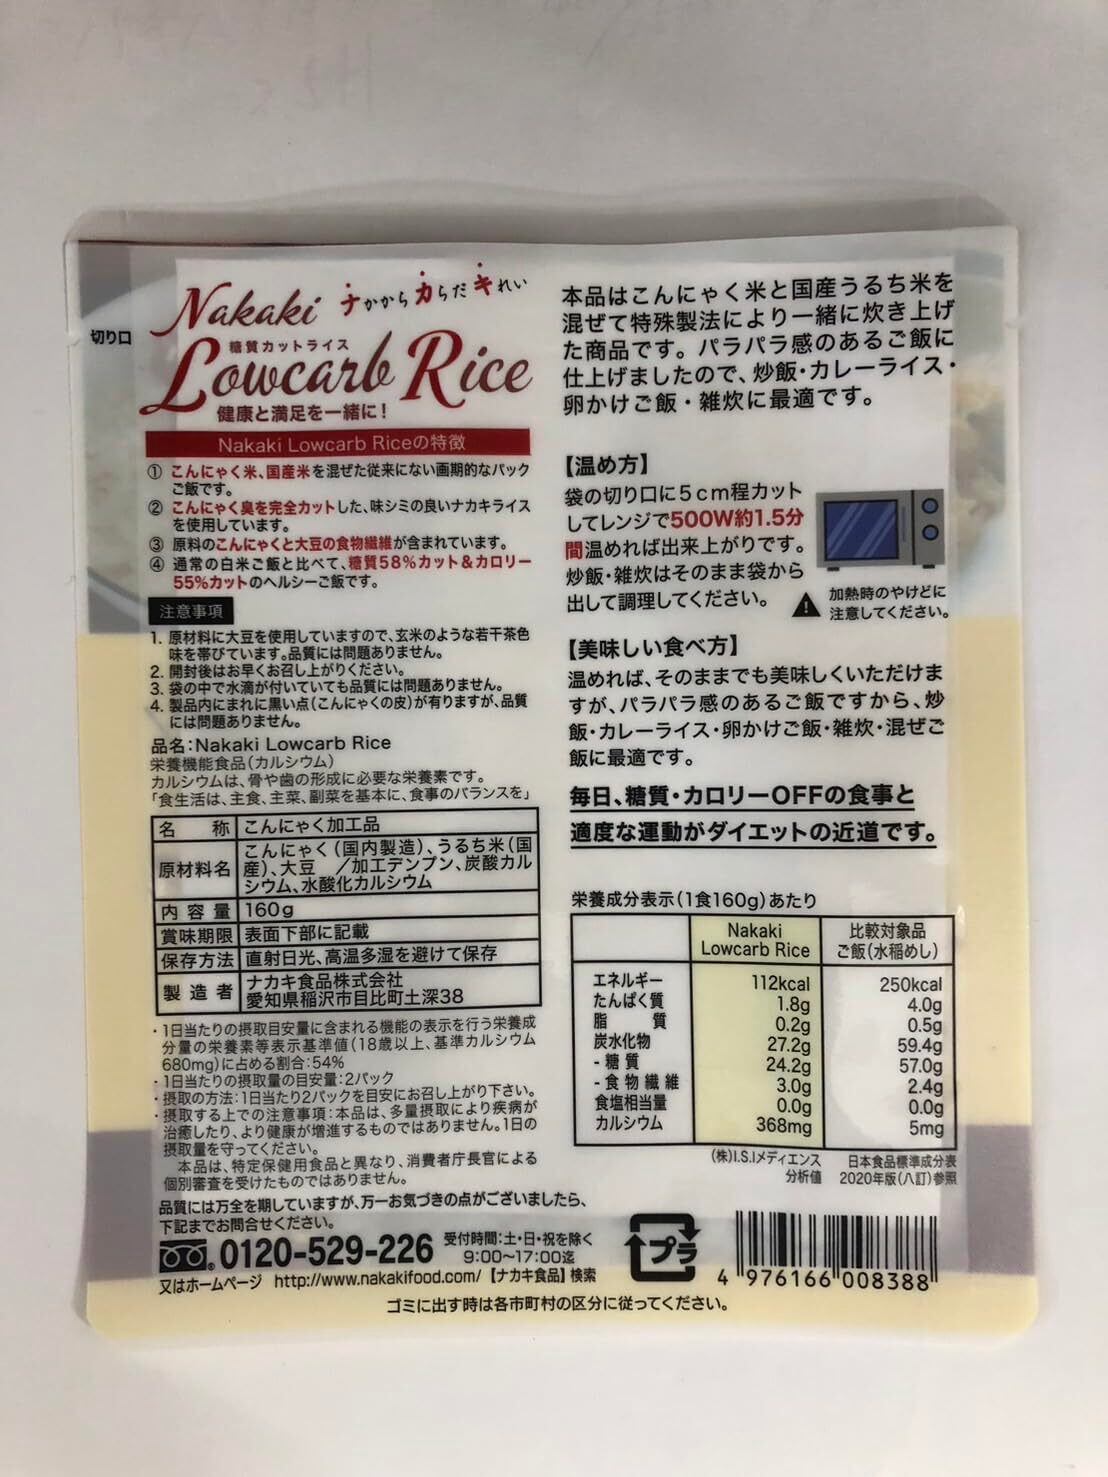 切り口
Nakaki ナかから カらだ キれい
糖質カットライス
Lowcarb Rice
健康と満足を一緒に!
Nakaki Lowcarb Riceの特徴
① こんにゃく米、国産米を混ぜた従来にない画期的なパック
ご飯です。
② こんにゃく臭を完全カットした、味シミの良いナカキライス
を使用しています。
③ 原料のこんにゃくと大豆の食物繊維が含まれています。
④ 通常の白米ご飯と比べて、糖質58%カット&カロリー
55%カットのヘルシーご飯です。
注意事項
1. 原材料に大豆を使用していますので、玄米のような若干茶色
味を帯びています。品質には問題ありません。
2. 開封後はお早くお召し上がりください。
3. 袋の中で水滴が付いていても品質には問題ありません。
4. 製品内にまれに黒い点(こんにゃくの皮)が有りますが、品質
には問題ありません。
品名:Nakaki Lowcarb Rice
栄養機能食品(カルシウム)
カルシウムは、骨や歯の形成に必要な栄養素です。
「食生活は、主食、主菜、副菜を基本に、食事のバランスを」
名 称 こんにゃく加工品
原材料名 こんにゃく(国内製造)、うるち米(国
産)、大豆 /加工デンプン、炭酸カル
シウム、水酸化カルシウム
内容量 160g
賞味期限 表面下部に記載
保存方法 直射日光、高温多湿を避けて保存
製造者 ナカキ食品株式会社
愛知県稲沢市目比町土深38
・1日当たりの摂取目安量に含まれる機能の表示を行う栄養成
分量の栄養素等表示基準値(18歳以上、基準カルシウム
680mg)に占める割合:54%
・1日当たりの摂取量の目安量:2パック
・摂取の方法:1日当たり2パックを目安にお召し上がり下さい。
・摂取する上での注意事項:本品は、多量摂取により疾病が
治癒したり、より健康が増進するものではありません。1日の
摂取量を守ってください。
本品は、特定保健用食品と異なり、消費者庁長官による
個別審査を受けたものではありません。
品質には万全を期していますが、万一お気づきの点がございましたら、
下記までお問合せください。
0120-529-226 受付時間:土・日・祝を除く
9:00〜17:00迄
又はホームページ http://www.nakakifood.com/【ナカキ食品】検索
本品はこんにゃく米と国産うるち米を
混ぜて特殊製法により一緒に炊き上げ
た商品です。パラパラ感のあるご飯に
仕上げましたので、炒飯・カレーライス・
卵かけご飯・雑炊に最適です。
【温め方】
袋の切り口に5cm程カット
してレンジで500W約1.5分
間温めれば出来上がりです。
炒飯・雑炊はそのまま袋から
出して調理してください。
加熱時のやけどに
注意してください。
【美味しい食べ方】
温めれば、そのままでも美味しくいただけま
すが、パラパラ感のあるご飯ですから、炒
飯・カレーライス・卵かけご飯・雑炊・混ぜご
飯に最適です。
毎日、糖質・カロリーOFFの食事と
適度な運動がダイエットの近道です。
栄養成分表示(1食160g)あたり
Nakaki 比較対象品
Lowcarb Rice ご飯(水稲めし)
エネルギー 112kcal 250kcal
たんぱく質 1.8g 4.0g
脂 質 0.2g 0.5g
炭水化物 27.2g 59.4g
- 糖質 24.2g 57.0g
- 食物繊維 3.0g 2.4g
食塩相当量 0.0g 0.0g
カルシウム 368mg 5mg
(株)I.S.Iメディエンス 日本食品標準成分表
分析値 2020年版(八訂)参照
プラ
4 976166 008388
ゴミに出す時は各市町村の区分に従ってください。